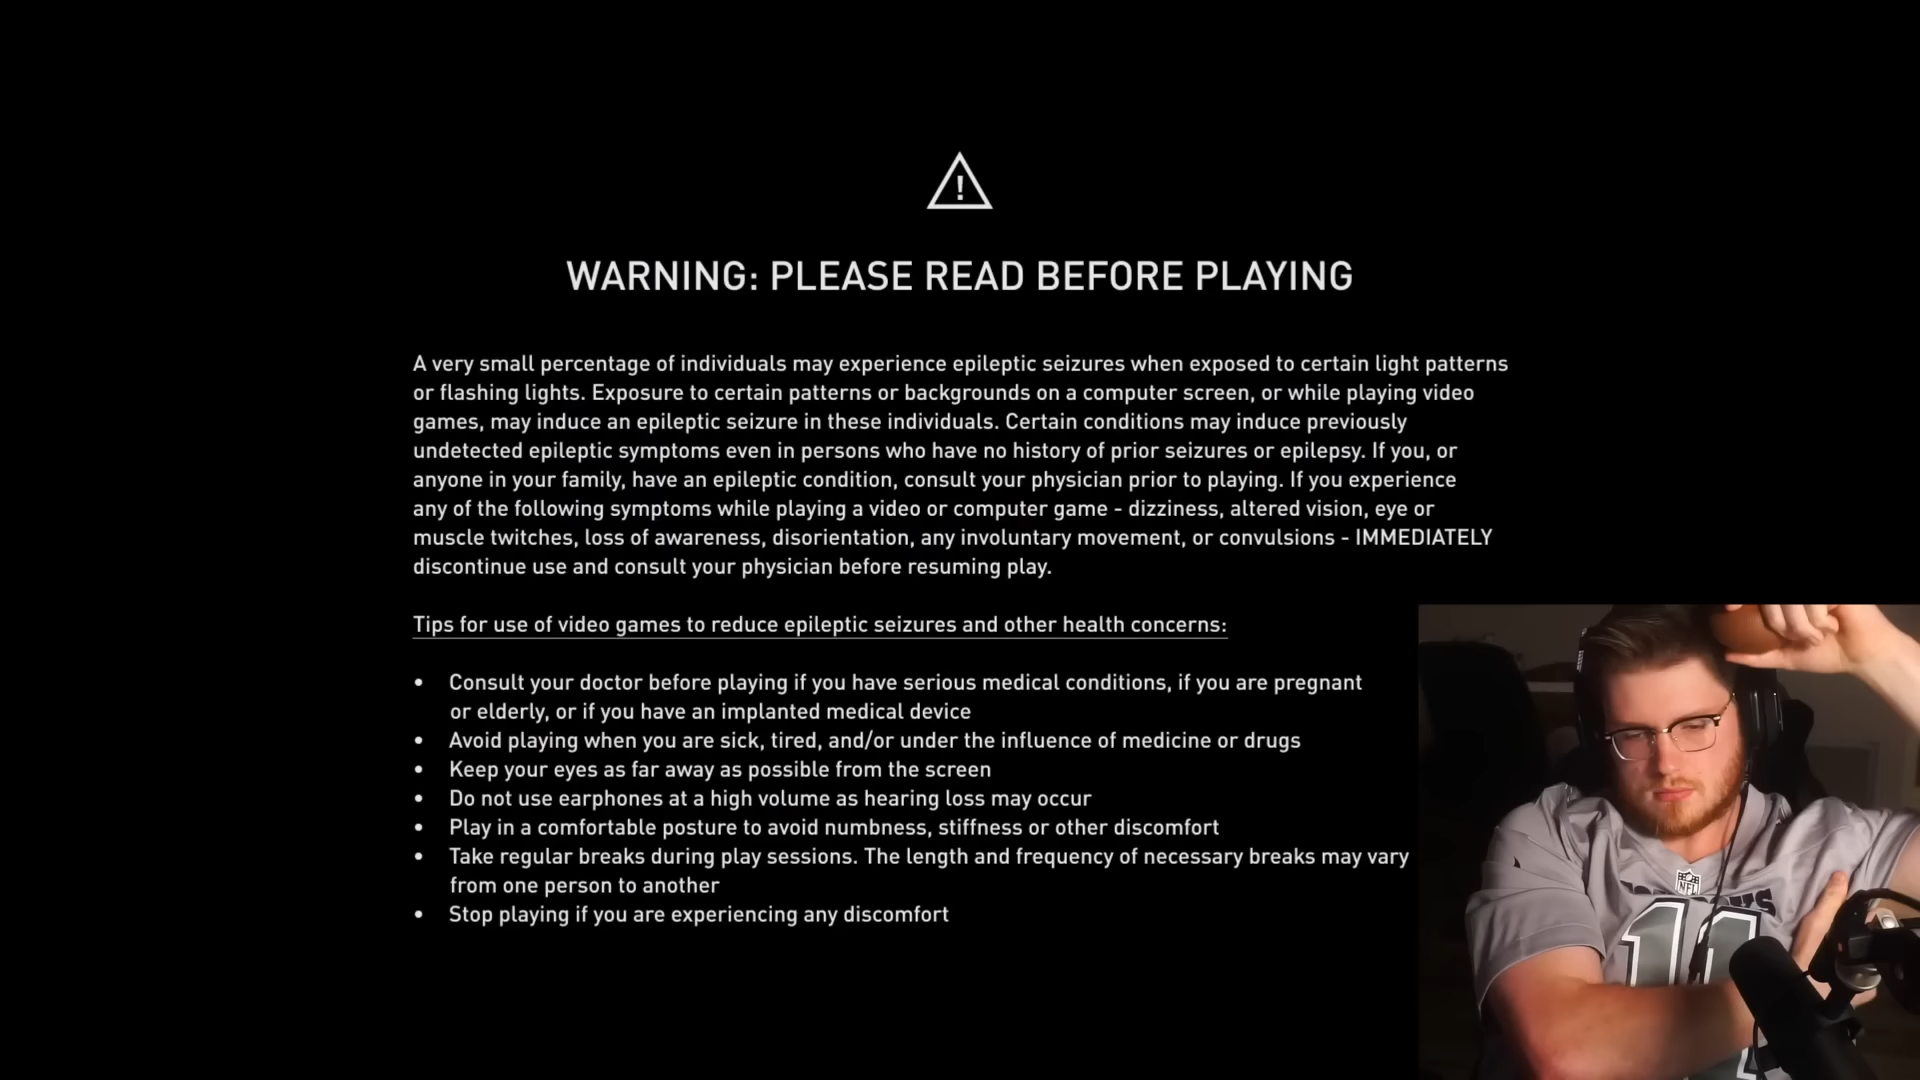 !
WARNING: PLEASE READ BEFORE PLAYING
A very small percentage of individuals may experience epileptic seizures when exposed to certain light patterns
or flashing lights. Exposure to certain patterns or backgrounds on a computer screen, or while playing video
games, may induce an epileptic seizure in these individuals. Certain conditions may induce previously
undetected epileptic symptoms even in persons who have no history of prior seizures or epilepsy. If you, or
anyone in your family, have an epileptic condition, consult your physician prior to playing. If you experience
any of the following symptoms while playing a video or computer game - dizziness, altered vision, eye or
muscle twitches, loss of awareness, disorientation, any involuntary movement, or convulsions - IMMEDIATELY
discontinue use and consult your physician before resuming play.
Tips for use of video games to reduce epileptic seizures and other health concerns:
• Consult your doctor before playing if you have serious medical conditions, if you are pregnant
or elderly, or if you have an implanted medical device
• Avoid playing when you are sick, tired, and/or under the influence of medicine or drugs
• Keep your eyes as far away as possible from the screen
• Do not use earphones at a high volume as hearing loss may occur
• Play in a comfortable posture to avoid numbness, stiffness or other discomfort
• Take regular breaks during play sessions. The length and frequency of necessary breaks may vary
from one person to another
• Stop playing if you are experiencing any discomfort
NFL
11